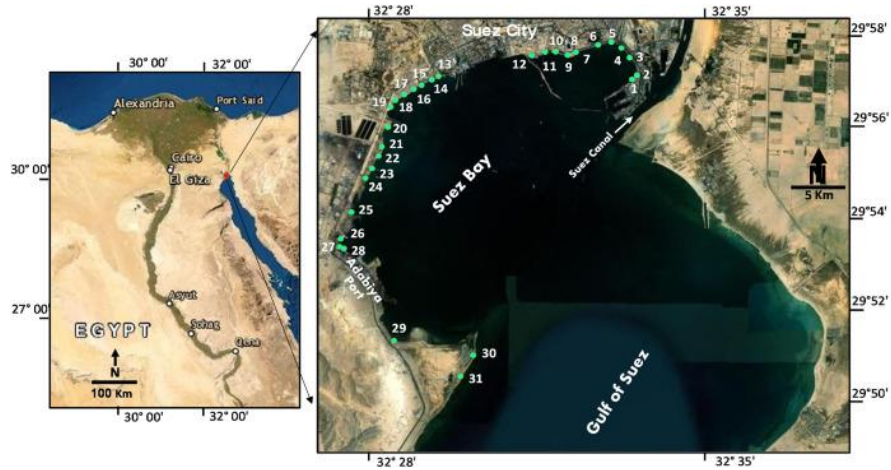 30° 00'
32° 00'
Alexandria
Port Said
Cairo
El Giza
30° 00'
27° 00'
Asyut
Sohag
Qena
EGYPT
N
100 Km
30° 00'
32° 00'
32° 28'
32° 35'
29°58'
29°56'
29°54'
29°52'
29°50'
Suez City
5
6
10
8
4
3
12
11
9
7
2
1
13
15
17
14
16
19
18
20
21
22
23
24
25
26
27
28
29
30
31
Suez Canal
Suez Bay
Adabiya
Port
Gulf of Suez
N
5 Km
32° 28'
32° 35'